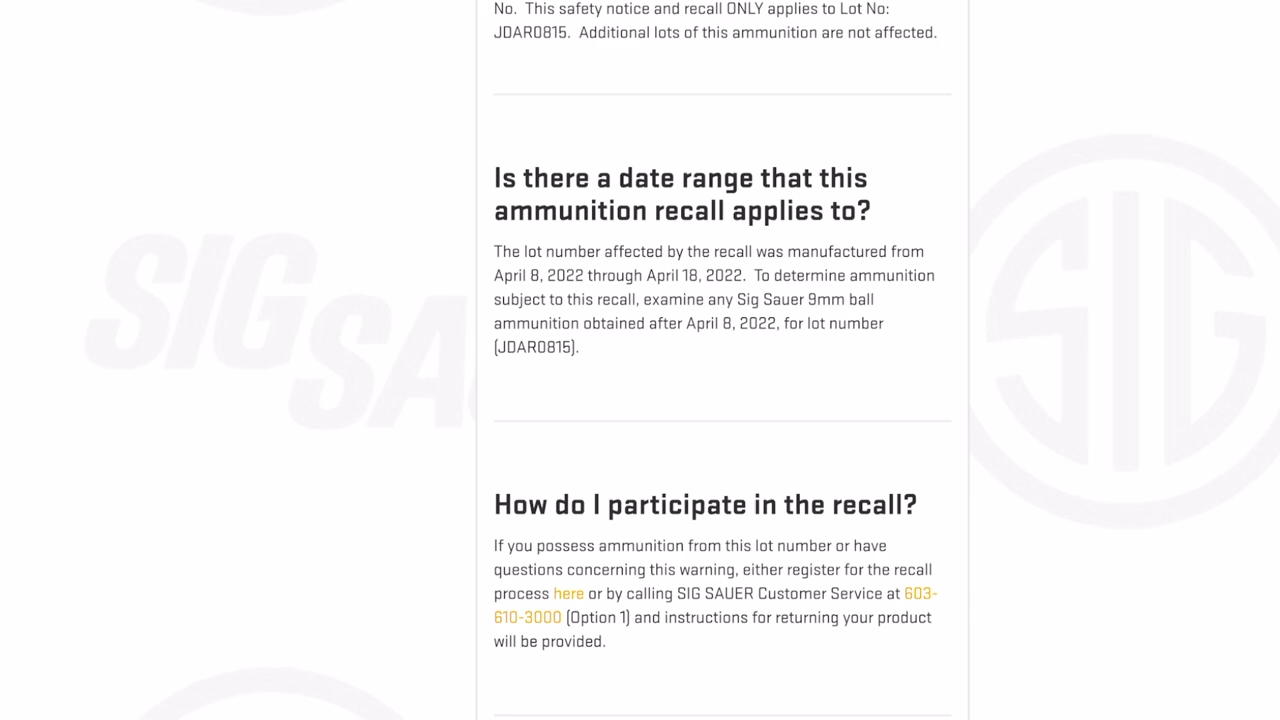 No. This safety notice and recall ONLY applies to Lot No:
JDAR0815. Additional lots of this ammunition are not affected.
Is there a date range that this
ammunition recall applies to?
The lot number affected by the recall was manufactured from
April 8, 2022 through April 18, 2022. To determine ammunition
subject to this recall, examine any Sig Sauer 9mm ball
ammunition obtained after April 8, 2022, for lot number
(JDAR0815).
SIG
SA
SIG
How do I participate in the recall?
If you possess ammunition from this lot number or have
questions concerning this warning, either register for the recall
process here or by calling SIG SAUER Customer Service at 603-
610-3000 (Option 1) and instructions for returning your product
will be provided.